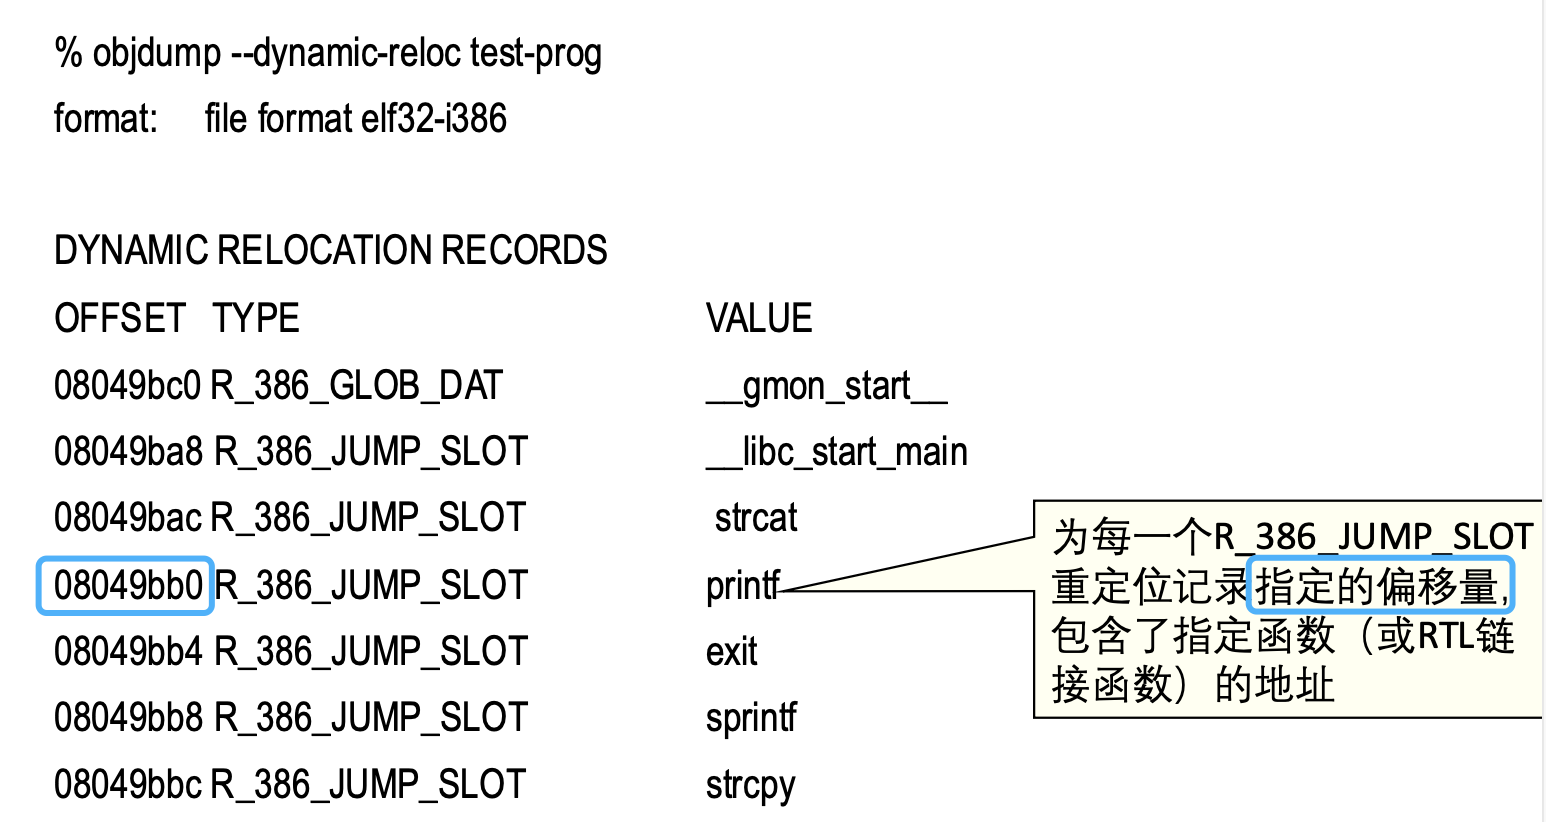 % objdump --dynamic-reloc test-prog
format: file format elf32-i386
DYNAMIC RELOCATION RECORDS
OFFSET TYPE VALUE
08049bc0 R_386_GLOB_DAT __gmon_start__
08049ba8 R_386_JUMP_SLOT __libc_start_main
08049bac R_386_JUMP_SLOT strcat
08049bb0 R_386_JUMP_SLOT printf
08049bb4 R_386_JUMP_SLOT exit
08049bb8 R_386_JUMP_SLOT sprintf
08049bbc R_386_JUMP_SLOT strcpy
为每一个R_386_JUMP_SLOT
重定位记录指定的偏移量,
包含了指定函数（或RTL链
接函数）的地址